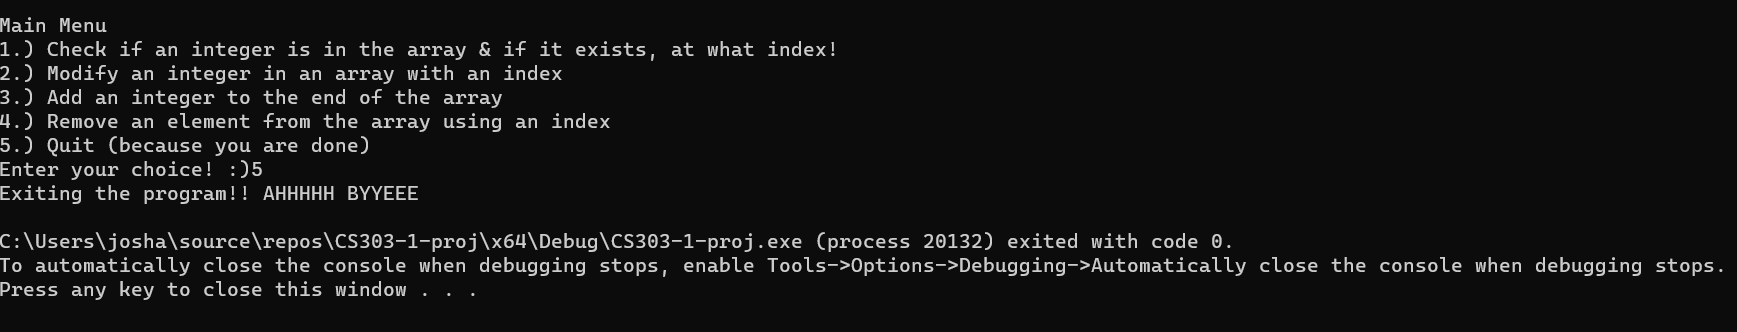 Main Menu
1.) Check if an integer is in the array & if it exists, at what index!
2.) Modify an integer in an array with an index
3.) Add an integer to the end of the array
4.) Remove an element from the array using an index
5.) Quit (because you are done)
Enter your choice! :)5
Exiting the program!! AHHHHH BYYEEE
C:\Users\josha\source\repos\CS303-1-proj\x64\Debug\CS303-1-proj.exe (process 20132) exited with code 0.
To automatically close the console when debugging stops, enable Tools->Options->Debugging->Automatically close the console when debugging stops.
Press any key to close this window . . .